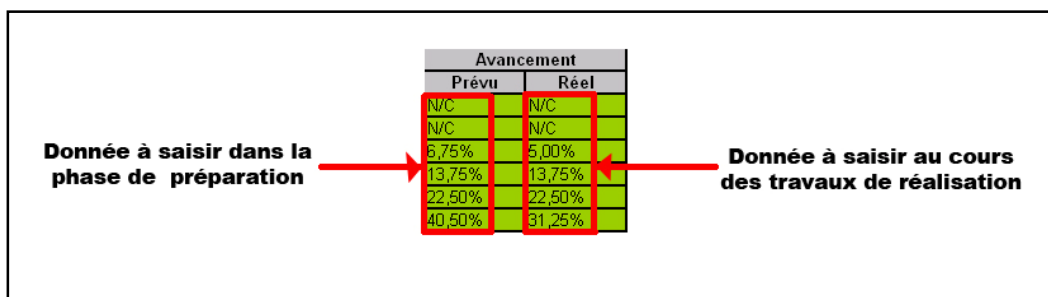 Avancement
Prévu Réel
N/C N/C
N/C N/C
6,75% 5,00%
13,75% 13,75%
22,50% 22,50%
40,50% 31,25%
Donnée à saisir dans la
phase de préparation
Donnée à saisir au cours
des travaux de réalisation